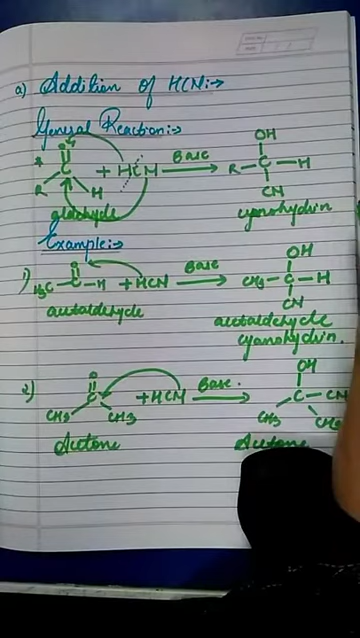 a) Addition of HCN:→
General Reaction:→
O
R C H + HCN Base → OH R-C-H CN
aldehyde cyanohydrin
Example:→
1) H₃C-C-H O + HCN Base → OH CH₃-C-H CN
acetaldehyde acetaldehyde
cyanohydrin.
2) O C CH₃ CH₃ + HCN Base. → OH C CN CH₃
Acetone Acetone